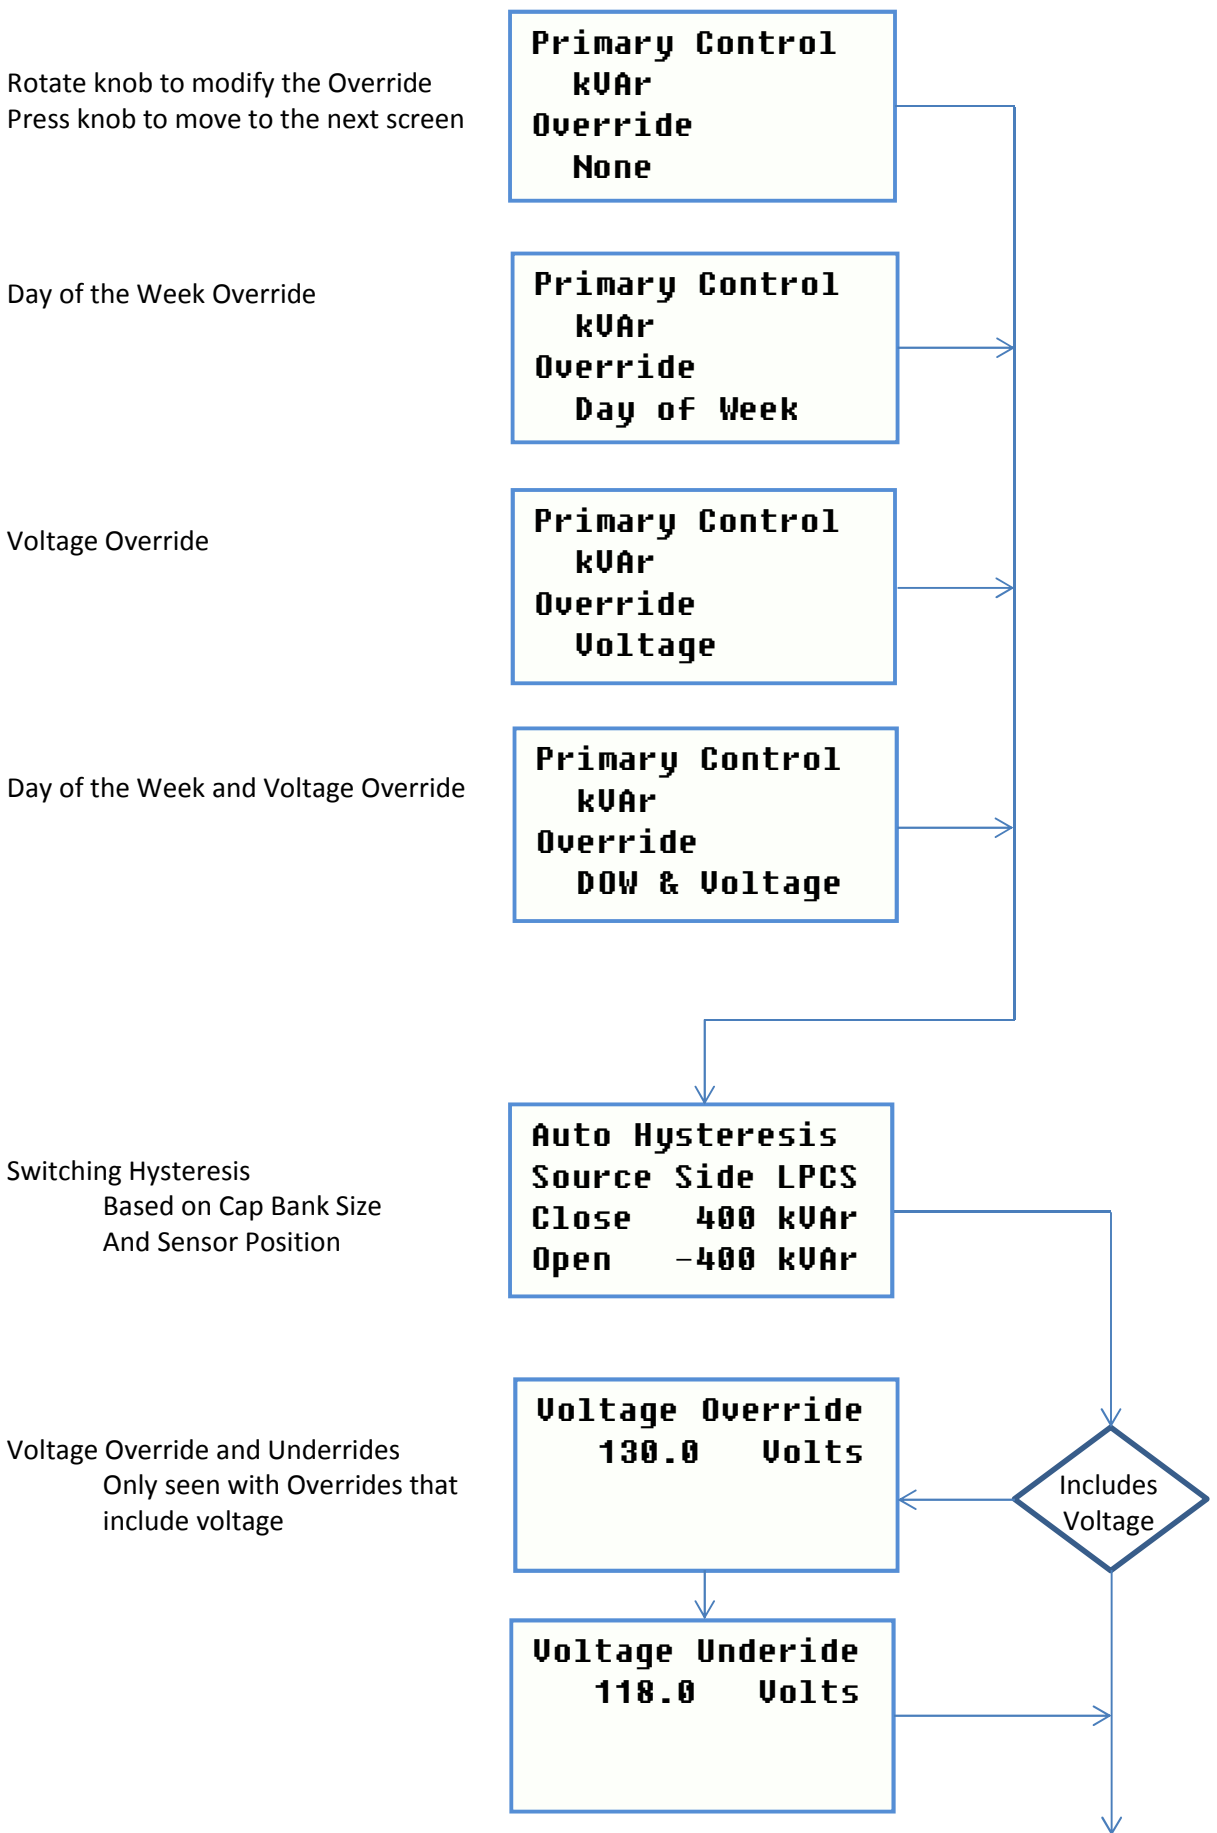 Primary Control
kVAr
Override
None
Rotate knob to modify the Override
Press knob to move to the next screen
Day of the Week Override
Primary Control
kVAr
Override
Day of Week
Voltage Override
Primary Control
kVAr
Override
Voltage
Day of the Week and Voltage Override
Primary Control
kVAr
Override
DOW & Voltage
Switching Hysteresis
Based on Cap Bank Size
And Sensor Position
Auto Hysteresis
Source Side LPCS
Close 400 kVAr
Open -400 kVAr
Voltage Override and Underrides
Only seen with Overrides that
include voltage
Voltage Override
130.0 Volts
Includes
Voltage
Voltage Underide
118.0 Volts